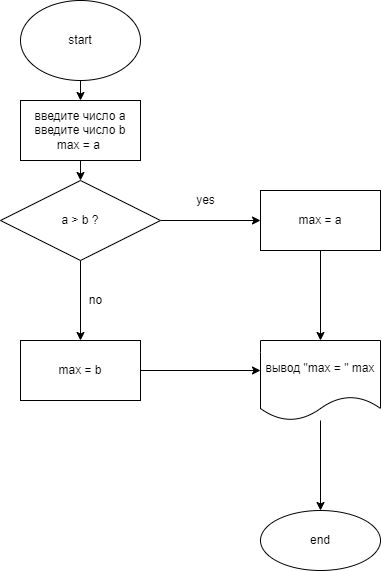 start
введите число a
введите число b
max = a
a > b ?
yes
max = a
no
max = b
вывод "max = " max
end